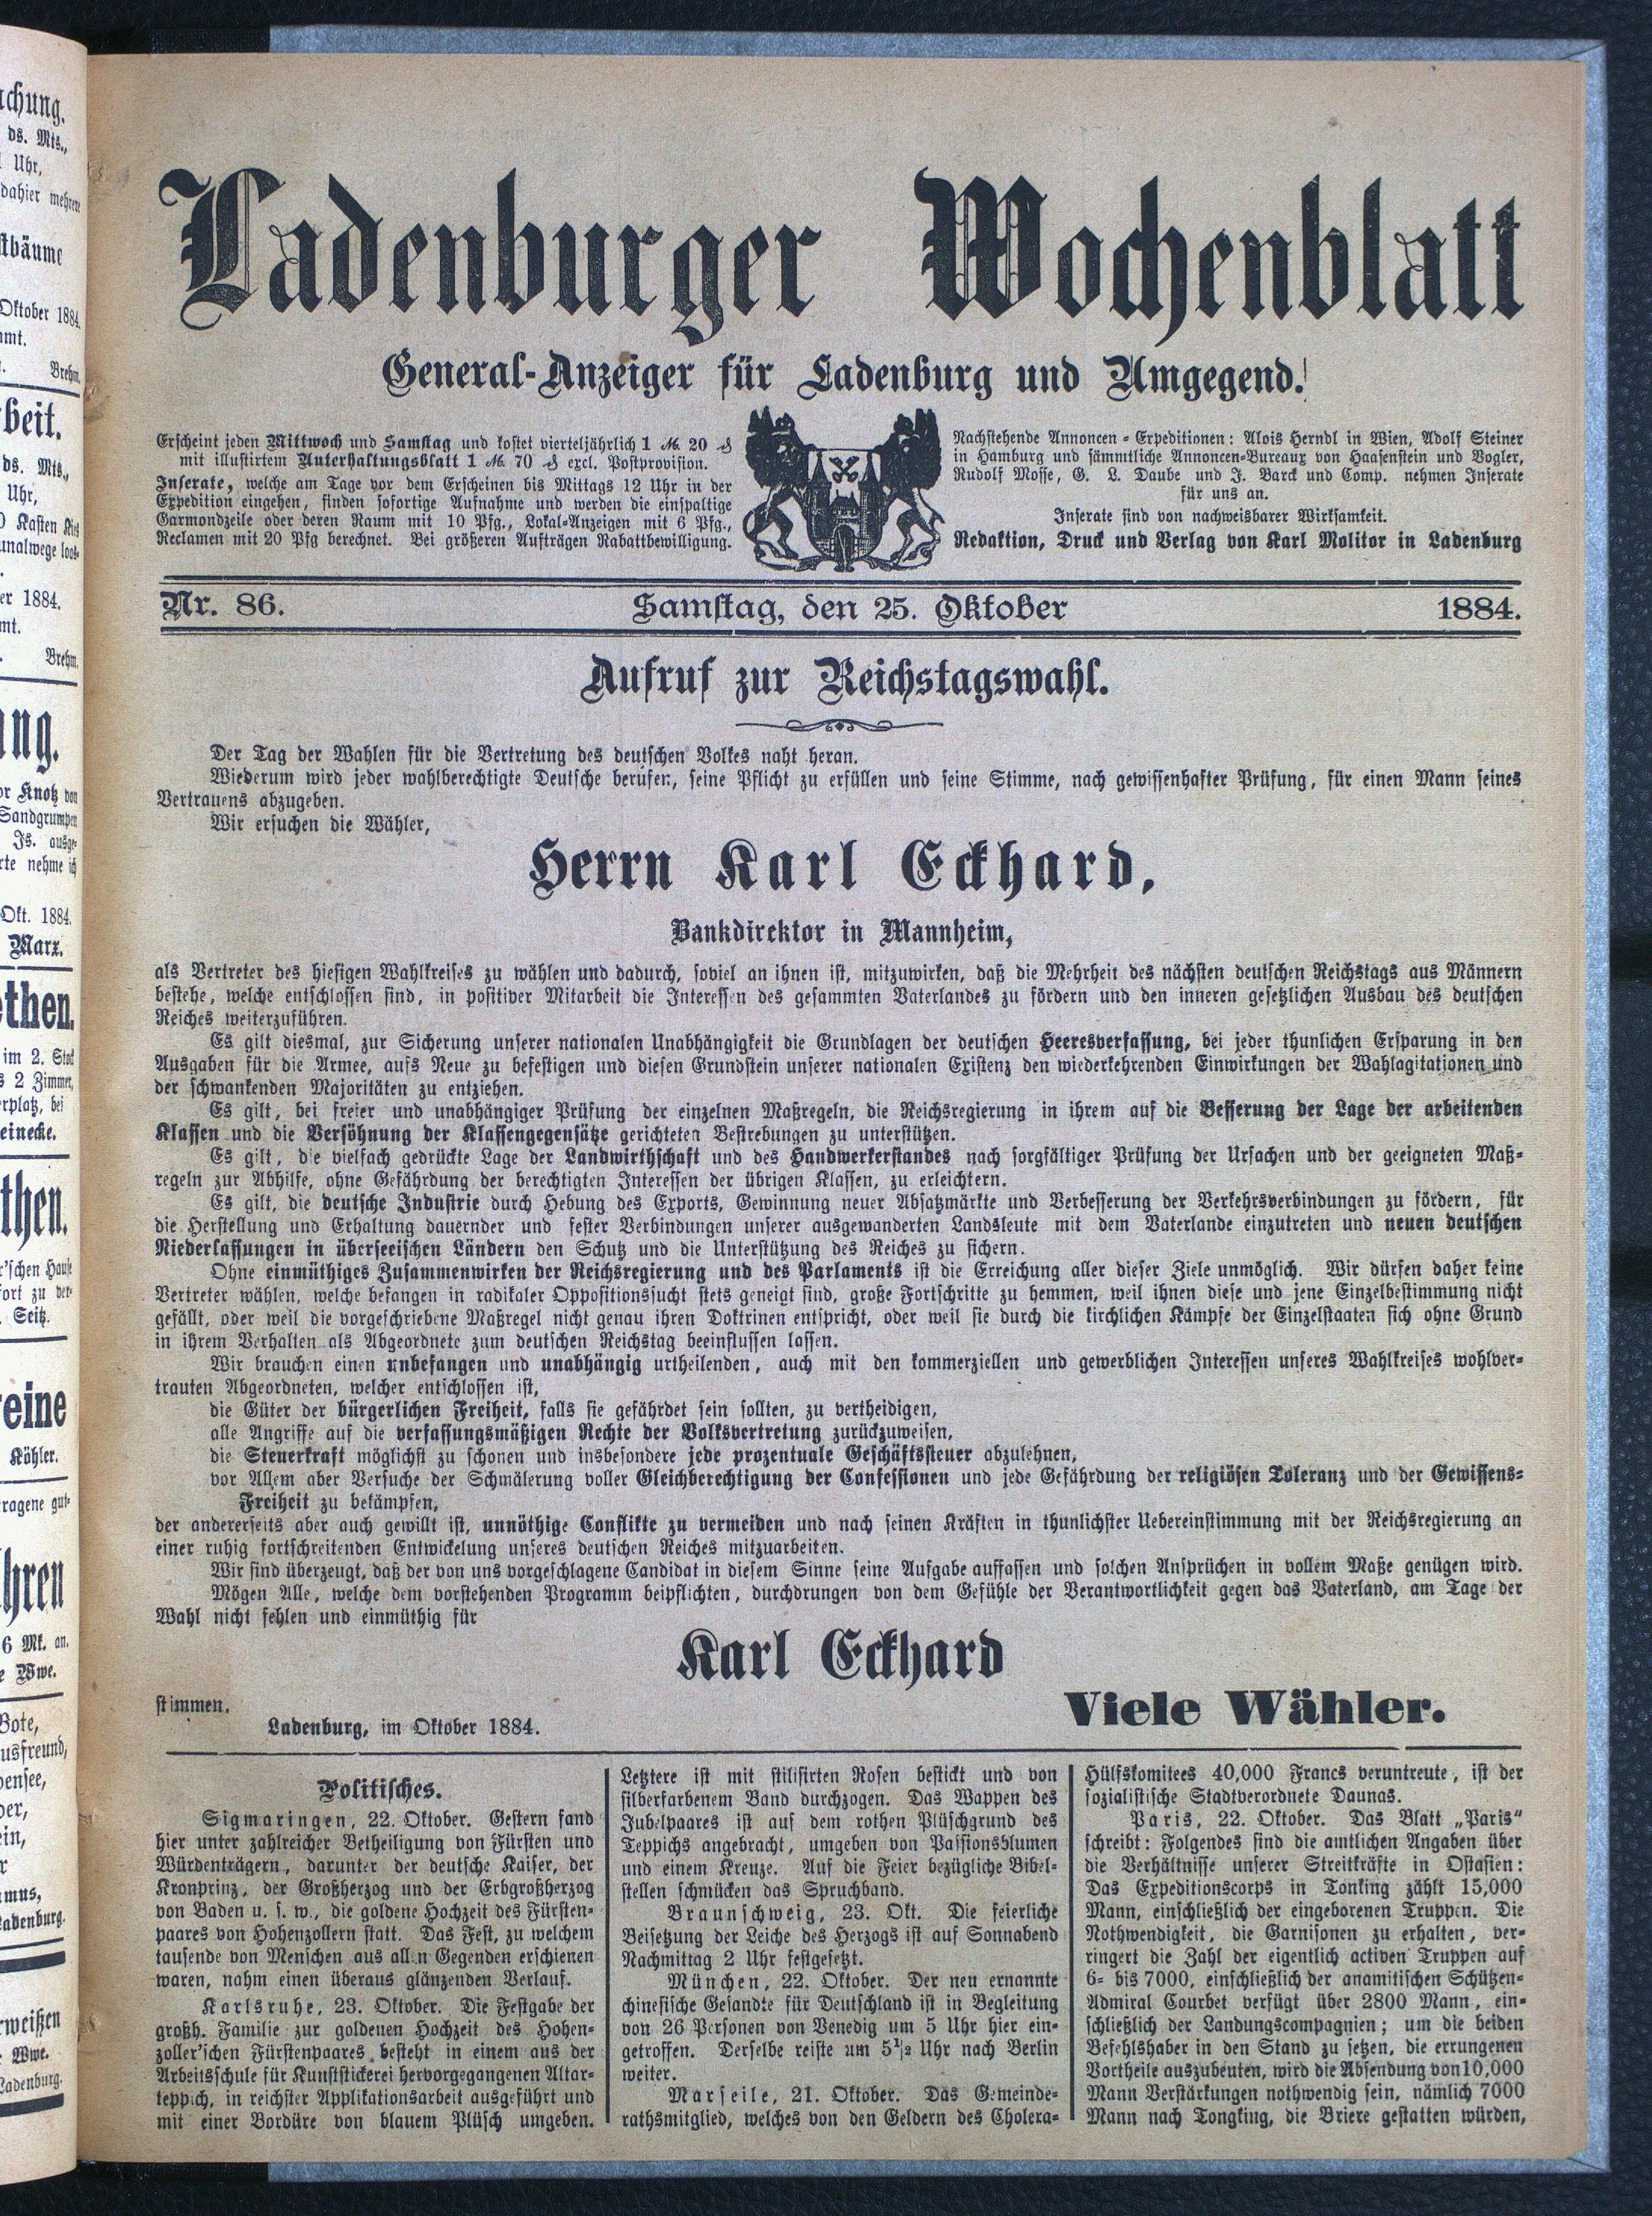 Ladenburger Wochenblatt
General-Anzeiger für Ladenburg und Umgegend.
Erscheint jeden Mittwoch und Samstag und kostet vierteljährlich 1 M. 20 ₰
mit illustrirtem Unterhaltungsblatt 1 M. 70 ₰ excl. Postprovision.
Inserate, welche am Tage vor dem Erscheinen bis Mittags 12 Uhr in der
Expedition eingehen, finden sofortige Aufnahme und werden die einspaltige
Garmondzeile oder deren Raum mit 10 Pfg., Lokal-Anzeigen mit 6 Pfg.,
Reclamen mit 20 Pfg berechnet. Bei größeren Aufträgen Rabattbewilligung.
Nachstehende Annoncen-Expeditionen: Alois Herndl in Wien, Adolf Steiner
in Hamburg und sämmtliche Annoncen-Bureaux von Haasenstein und Vogler,
Rudolf Mosse, G. L. Daube und J. Barck und Comp. nehmen Inserate
für uns an.
Inserate sind von nachweisbarer Wirksamkeit.
Redaktion, Druck und Verlag von Karl Molitor in Ladenburg
Nr. 86. Samstag, den 25. Oktober 1884.
Aufruf zur Reichstagswahl.
Der Tag der Wahlen für die Vertretung des deutschen Volkes naht heran.
Wiederum wird jeder wahlberechtigte Deutsche berufen, seine Pflicht zu erfüllen und seine Stimme, nach gewissenhafter Prüfung, für einen Mann seines
Vertrauens abzugeben.
Wir ersuchen die Wähler,
Herrn Karl Eckhard,
Bankdirektor in Mannheim,
als Vertreter des hiesigen Wahlkreises zu wählen und dadurch, soviel an ihnen ist, mitzuwirken, daß die Mehrheit des nächsten deutschen Reichstags aus Männern
bestehe, welche entschlossen sind, in positiver Mitarbeit die Interessen des gesammten Vaterlandes zu fördern und den inneren gesetzlichen Ausbau des deutschen
Reiches weiterzuführen.
Es gilt diesmal, zur Sicherung unserer nationalen Unabhängigkeit die Grundlagen der deutschen Heeresverfassung, bei jeder thunlichen Ersparung in den
Ausgaben für die Armee, aufs Neue zu befestigen und diesen Grundstein unserer nationalen Existenz den wiederkehrenden Einwirkungen der Wahlagitationen und
der schwankenden Majoritäten zu entziehen.
Es gilt, bei freier und unabhängiger Prüfung der einzelnen Maßregeln, die Reichsregierung in ihrem auf die Besserung der Lage der arbeitenden
Klassen und die Versöhnung der Klassengegensätze gerichteten Bestrebungen zu unterstützen.
Es gilt, die vielfach gedrückte Lage der Landwirthschaft und des Handwerkerstandes nach sorgfältiger Prüfung der Ursachen und der geeigneten Maß-
regeln zur Abhilfe, ohne Gefährdung der berechtigten Interessen der übrigen Klassen, zu erleichtern.
Es gilt, die deutsche Industrie durch Hebung des Exports, Gewinnung neuer Absatzmärkte und Verbesserung der Verkehrsverbindungen zu fördern, für
die Herstellung und Erhaltung dauernder und fester Verbindungen unserer ausgewanderten Landsleute mit dem Vaterlande einzutreten und neuen deutschen
Niederlassungen in überseeischen Ländern den Schutz und die Unterstützung des Reiches zu sichern.
Ohne einmüthiges Zusammenwirken der Reichsregierung und des Parlaments ist die Erreichung aller dieser Ziele unmöglich. Wir dürfen daher keine
Vertreter wählen, welche befangen in radikaler Oppositionssucht stets geneigt sind, große Fortschritte zu hemmen, weil ihnen diese und jene Einzelbestimmung nicht
gefällt, oder weil die vorgeschriebene Maßregel nicht genau ihren Doktrinen entspricht, oder weil sie durch die kirchlichen Kämpfe der Einzelstaaten sich ohne Grund
in ihrem Verhalten als Abgeordnete zum deutschen Reichstag beeinflussen lassen.
Wir brauchen einen unbefangen und unabhängig urtheilenden, auch mit den kommerziellen und gewerblichen Interessen unseres Wahlkreises wohlver-
trauten Abgeordneten, welcher entschlossen ist,
die Güter der bürgerlichen Freiheit, falls sie gefährdet sein sollten, zu vertheidigen,
alle Angriffe auf die verfassungsmäßigen Rechte der Volksvertretung zurückzuweisen,
die Steuerkraft möglichst zu schonen und insbesondere jede prozentuale Geschäftssteuer abzulehnen,
vor Allem aber Versuche der Schmälerung voller Gleichberechtigung der Confessionen und jede Gefährdung der religiösen Toleranz und der Gewissens-
Freiheit zu bekämpfen,
der andererseits aber auch gewillt ist, unnöthige Conflikte zu vermeiden und nach seinen Kräften in thunlichster Uebereinstimmung mit der Reichsregierung an
einer ruhig fortschreitenden Entwickelung unseres deutschen Reiches mitzuarbeiten.
Wir sind überzeugt, daß der von uns vorgeschlagene Candidat in diesem Sinne seine Aufgabe auffassen und solchen Ansprüchen in vollem Maße genügen wird.
Mögen Alle, welche dem vorstehenden Programm beipflichten, durchdrungen von dem Gefühle der Verantwortlichkeit gegen das Vaterland, am Tage der
Wahl nicht fehlen und einmüthig für
Karl Eckhard
stimmen.
Viele Wähler.
Ladenburg, im Oktober 1884.
Politisches.
Sigmaringen, 22. Oktober. Gestern fand
hier unter zahlreicher Betheiligung von Fürsten und
Würdenträgern, darunter der deutsche Kaiser, der
Kronprinz, der Großherzog und der Erbgroßherzog
von Baden u. s. w., die goldene Hochzeit des Fürsten-
paares von Hohenzollern statt. Das Fest, zu welchem
tausende von Menschen aus allen Gegenden erschienen
waren, nahm einen überaus glänzenden Verlauf.
Karlsruhe, 23. Oktober. Die Festgabe der
großh. Familie zur goldenen Hochzeit des Hohen-
zoller'schen Fürstenpaares besteht in einem aus der
Arbeitsschule für Kunststickerei hervorgegangenen Altar-
teppich, in reichster Applikationsarbeit ausgeführt und
mit einer Bordüre von blauem Plüsch umgeben.
Letztere ist mit stilisirten Rosen bestickt und von
silberfarbenem Band durchzogen. Das Wappen des
Jubelpaares ist auf dem rothen Plüschgrund des
Teppichs angebracht, umgeben von Passionsblumen
und einem Kreuze. Auf die Feier bezügliche Bibel-
stellen schmücken das Spruchband.
Braunschweig, 23. Okt. Die feierliche
Beisetzung der Leiche des Herzogs ist auf Sonnabend
Nachmittag 2 Uhr festgesetzt.
München, 22. Oktober. Der neu ernannte
chinesische Gesandte für Deutschland ist in Begleitung
von 26 Personen von Venedig um 5 Uhr hier ein-
getroffen. Derselbe reiste um 5½ Uhr nach Berlin
weiter.
Marseile, 21. Oktober. Das Gemeinde-
rathsmitglied, welches von den Geldern des Cholera-
Hülfskomitees 40,000 Francs veruntreute, ist der
sozialistische Stadtverordnete Daunas.
Paris, 22. Oktober. Das Blatt „Paris“
schreibt: Folgendes sind die amtlichen Angaben über
die Verhältnisse unserer Streitkräfte in Ostasien:
Das Expeditionscorps in Tonking zählt 15,000
Mann, einschließlich der eingeborenen Truppen. Die
Nothwendigkeit, die Garnisonen zu erhalten, ver-
ringert die Zahl der eigentlich activen Truppen auf
6- bis 7000, einschließlich der anamitischen Schützen-
Admiral Courbet verfügt über 2800 Mann, ein-
schließlich der Landungscompagnien; um die beiden
Befehlshaber in den Stand zu setzen, die errungenen
Vortheile auszubeuten, wird die Absendung von 10,000
Mann Verstärkungen nothwendig sein, nämlich 7000
Mann nach Tongking, die Briere gestatten würden,